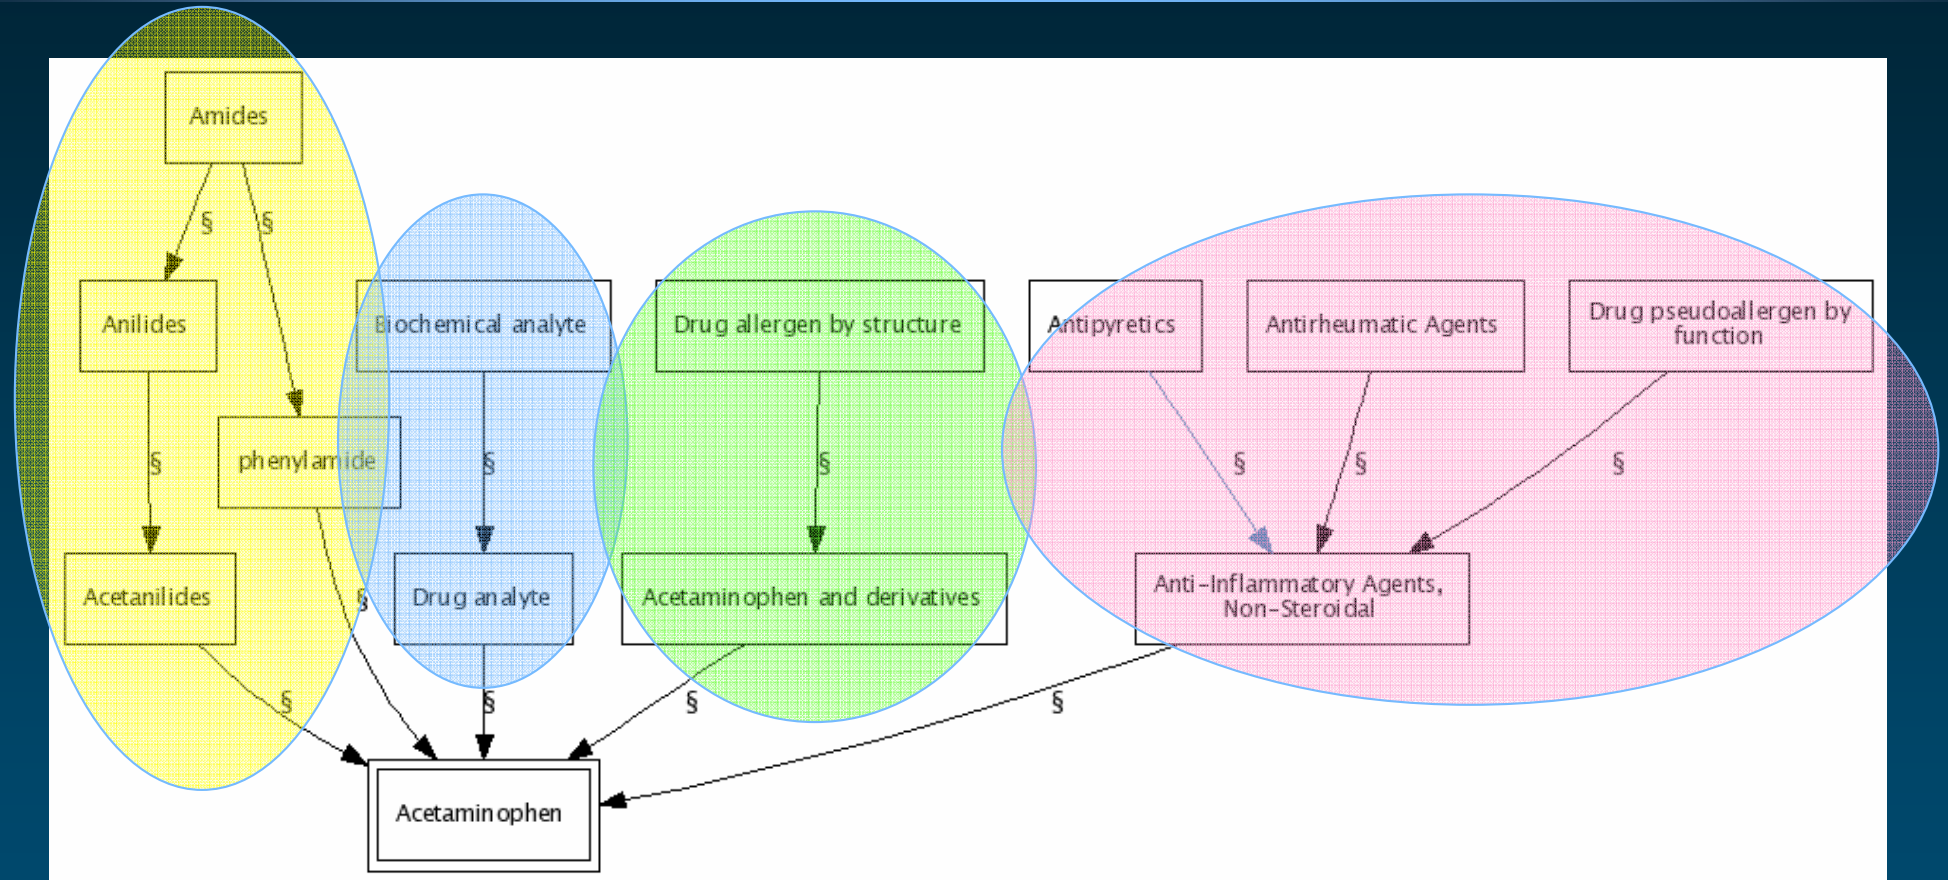 Amides
§ §
Anilides
Biochemical analyte
Drug allergen by structure
Antipyretics
Antirheumatic Agents
Drug pseudoallergen by
function
phenylamide
§ § § § § §
Acetanilides
§
Drug analyte
Acetaminophen and derivatives
Anti-Inflammatory Agents,
Non-Steroidal
§ § § §
Acetaminophen